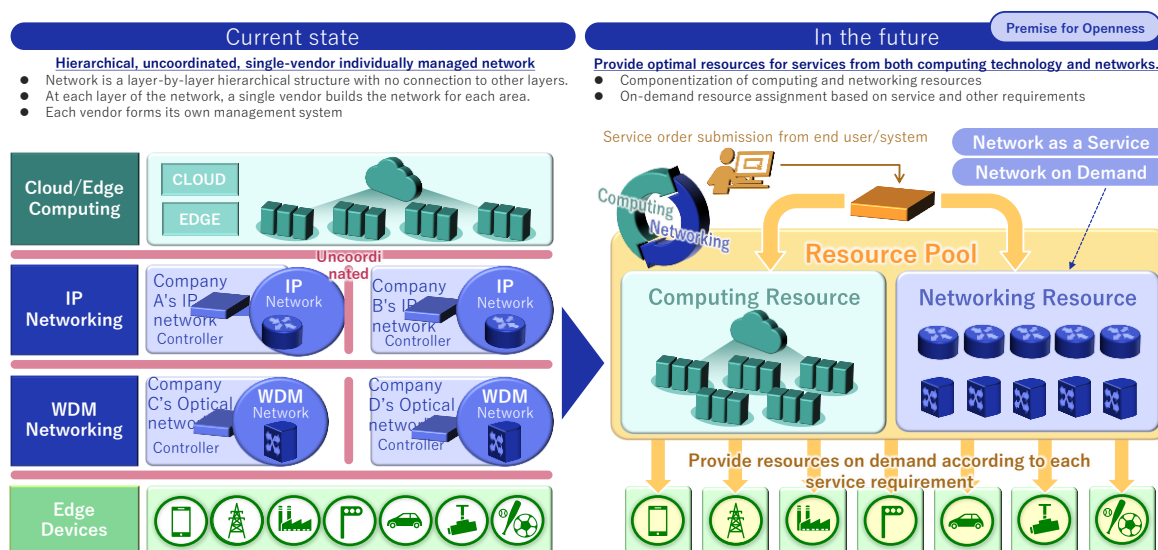 Current state
Hierarchical, uncoordinated, single-vendor individually managed network
● Network is a layer-by-layer hierarchical structure with no connection to other layers.
● At each layer of the network, a single vendor builds the network for each area.
● Each vendor forms its own management system
Cloud/Edge
Computing
CLOUD
EDGE
Uncoordi
nated
IP
Networking
Company
A's IP
network
Controller
IP
Network
Company
B's IP
network
Controller
IP
Network
WDM
Networking
Company
C's Optical
netwo
Controller
WDM
Network
Company
D's Optical
network
Controller
WDM
Network
Edge
Devices
In the future
Premise for Openness
Provide optimal resources for services from both computing technology and networks.
● Componentization of computing and networking resources
● On-demand resource assignment based on service and other requirements
Service order submission from end user/system
Network as a Service
Network on Demand
Computing
Networking
Resource Pool
Computing Resource
Networking Resource
Provide resources on demand according to each
service requirement